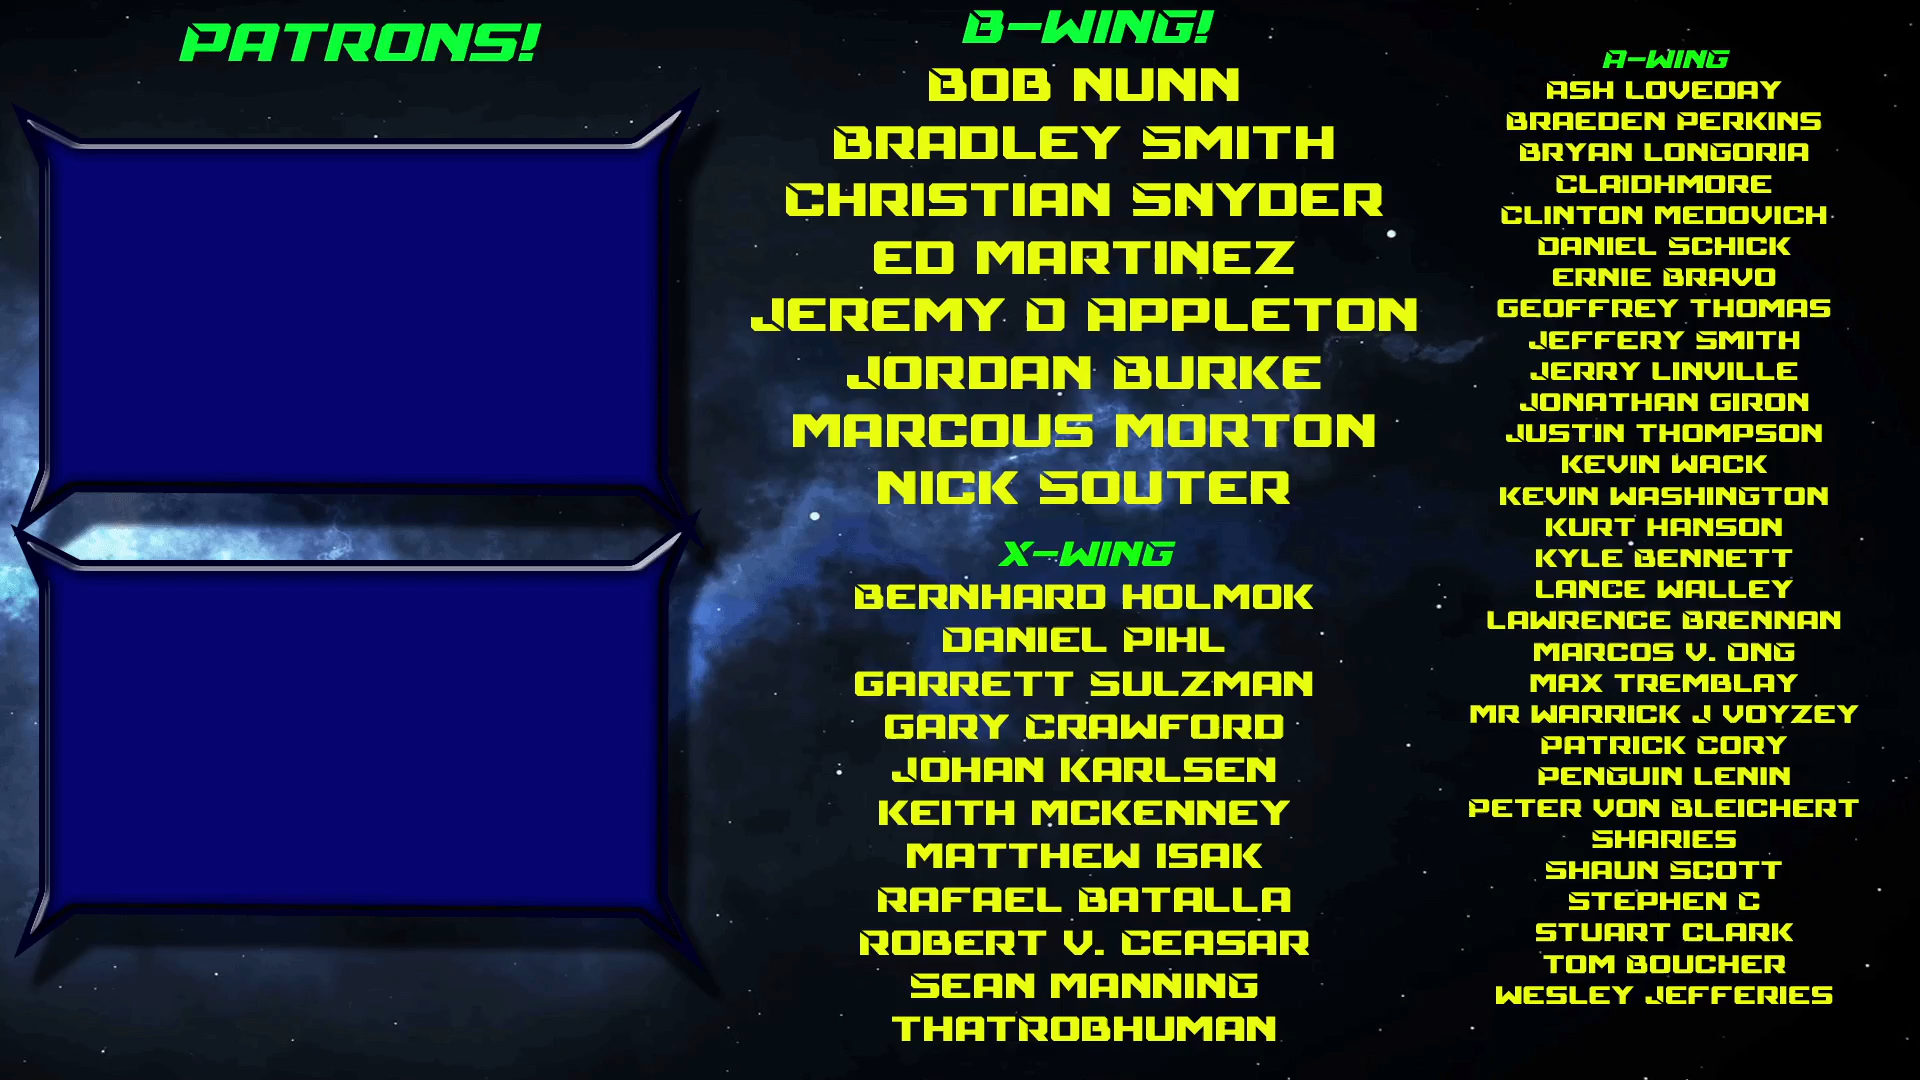 PATRONS!
B-WING!
BOB NUNN
BRADLEY SMITH
CHRISTIAN SNYDER
ED MARTINEZ
JEREMY D APPLETON
JORDAN BURKE
MARCOUS MORTON
NICK SOUTER
X-WING
BERNHARD HOLMOK
DANIEL PIHL
GARRETT SULZMAN
GARY CRAWFORD
JOHAN KARLSEN
KEITH MCKENNEY
MATTHEW ISAK
RAFAEL BATALLA
ROBERT V. CEASAR
SEAN MANNING
THATROBHUMAN
A-WING
ASH LOVEDAY
BRAEDEN PERKINS
BRYAN LONGORIA
CLAIDHMORE
CLINTON MEDOVICH
DANIEL SCHICK
ERNIE BRAVO
GEOFFREY THOMAS
JEFFERY SMITH
JERRY LINVILLE
JONATHAN GIRON
JUSTIN THOMPSON
KEVIN WACK
KEVIN WASHINGTON
KURT HANSON
KYLE BENNETT
LANCE WALLEY
LAWRENCE BRENNAN
MARCOS V. ONG
MAX TREMBLAY
MR WARRICK J VOYZEY
PATRICK CORY
PENGUIN LENIN
PETER VON BLEICHERT
SHARIES
SHAUN SCOTT
STEPHEN C
STUART CLARK
TOM BOUCHER
WESLEY JEFFERIES